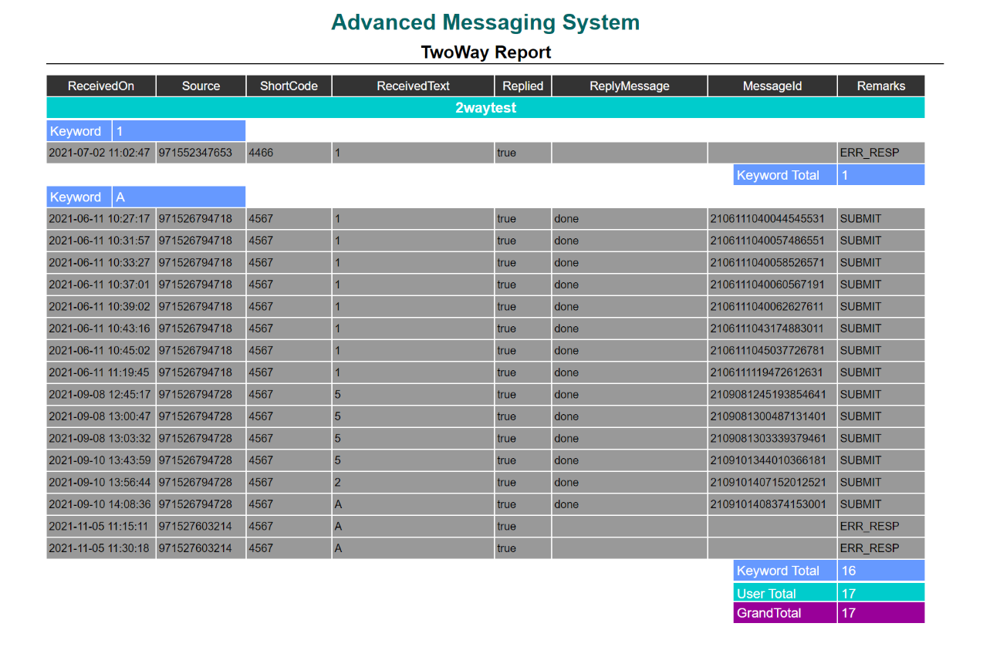 Advanced Messaging System
TwoWay Report
ReceivedOn Source ShortCode ReceivedText Replied ReplyMessage MessageId Remarks
2waytest
Keyword 1
2021-07-02 11:02:47 971552347653 4466 1 true ERR_RESP
Keyword Total 1
Keyword A
2021-06-11 10:27:17 971526794718 4567 1 true done 2106111040044545531 SUBMIT
2021-06-11 10:31:57 971526794718 4567 1 true done 2106111040057486551 SUBMIT
2021-06-11 10:33:27 971526794718 4567 1 true done 2106111040058526571 SUBMIT
2021-06-11 10:37:01 971526794718 4567 1 true done 2106111040060567191 SUBMIT
2021-06-11 10:39:02 971526794718 4567 1 true done 2106111040062627611 SUBMIT
2021-06-11 10:43:16 971526794718 4567 1 true done 2106111043174883011 SUBMIT
2021-06-11 10:45:02 971526794718 4567 1 true done 2106111045037726781 SUBMIT
2021-06-11 11:19:45 971526794718 4567 1 true done 2106111119472612631 SUBMIT
2021-09-08 12:45:17 971526794728 4567 5 true done 2109081245193854641 SUBMIT
2021-09-08 13:00:47 971526794728 4567 5 true done 2109081300487131401 SUBMIT
2021-09-08 13:03:32 971526794728 4567 5 true done 2109081303339379461 SUBMIT
2021-09-10 13:43:59 971526794728 4567 5 true done 2109101344010366181 SUBMIT
2021-09-10 13:56:44 971526794728 4567 2 true done 2109101407152012521 SUBMIT
2021-09-10 14:08:36 971526794728 4567 A true done 2109101408374153001 SUBMIT
2021-11-05 11:15:11 971527603214 4567 A true ERR_RESP
2021-11-05 11:30:18 971527603214 4567 A true ERR_RESP
Keyword Total 16
User Total 17
GrandTotal 17